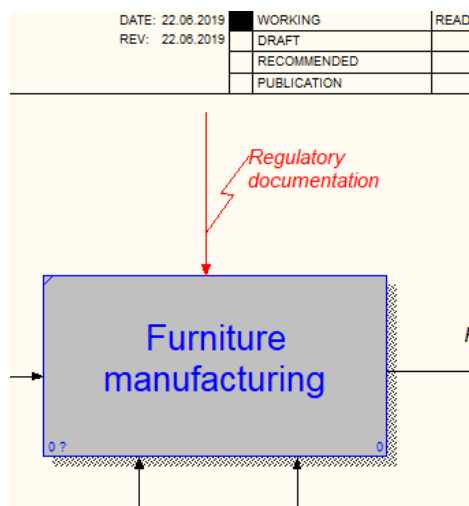 DATE: 22.06.2019 WORKING READ
REV: 22.06.2019 DRAFT
RECOMMENDED
PUBLICATION
Regulatory
documentation
Furniture
manufacturing
0 ? 0